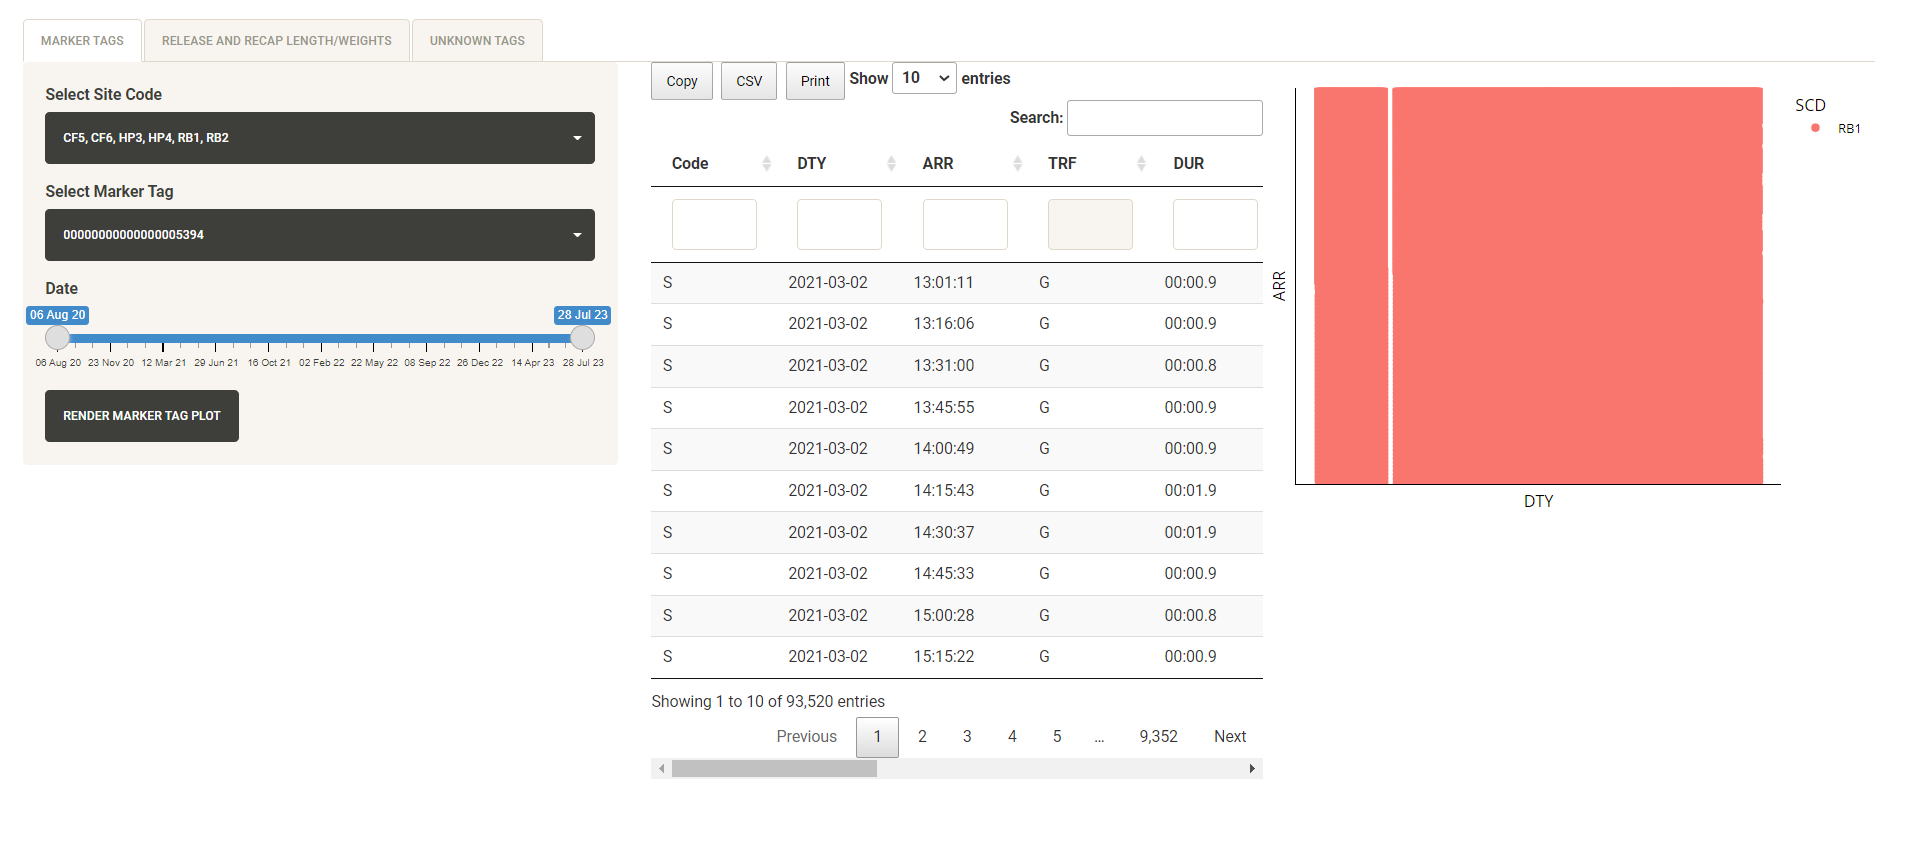 MARKER TAGS
RELEASE AND RECAP LENGTH/WEIGHTS
UNKNOWN TAGS
Select Site Code
CF5, CF6, HP3, HP4, RB1, RB2
Select Marker Tag
00000000000000005394
Date
06 Aug 20 28 Jul 23
06 Aug 20 23 Nov 20 12 Mar 21 29 Jun 21 16 Oct 21 02 Feb 22 22 May 22 08 Sep 22 26 Dec 22 14 Apr 23 28 Jul 23
RENDER MARKER TAG PLOT
Copy CSV Print Show 10 entries
Search:
Code DTY ARR TRF DUR
S 2021-03-02 13:01:11 G 00:00.9
S 2021-03-02 13:16:06 G 00:00.9
S 2021-03-02 13:31:00 G 00:00.8
S 2021-03-02 13:45:55 G 00:00.9
S 2021-03-02 14:00:49 G 00:00.9
S 2021-03-02 14:15:43 G 00:01.9
S 2021-03-02 14:30:37 G 00:01.9
S 2021-03-02 14:45:33 G 00:00.9
S 2021-03-02 15:00:28 G 00:00.8
S 2021-03-02 15:15:22 G 00:00.9
Showing 1 to 10 of 93,520 entries
Previous 1 2 3 4 5 ... 9,352 Next
ARR
DTY
SCD
RB1